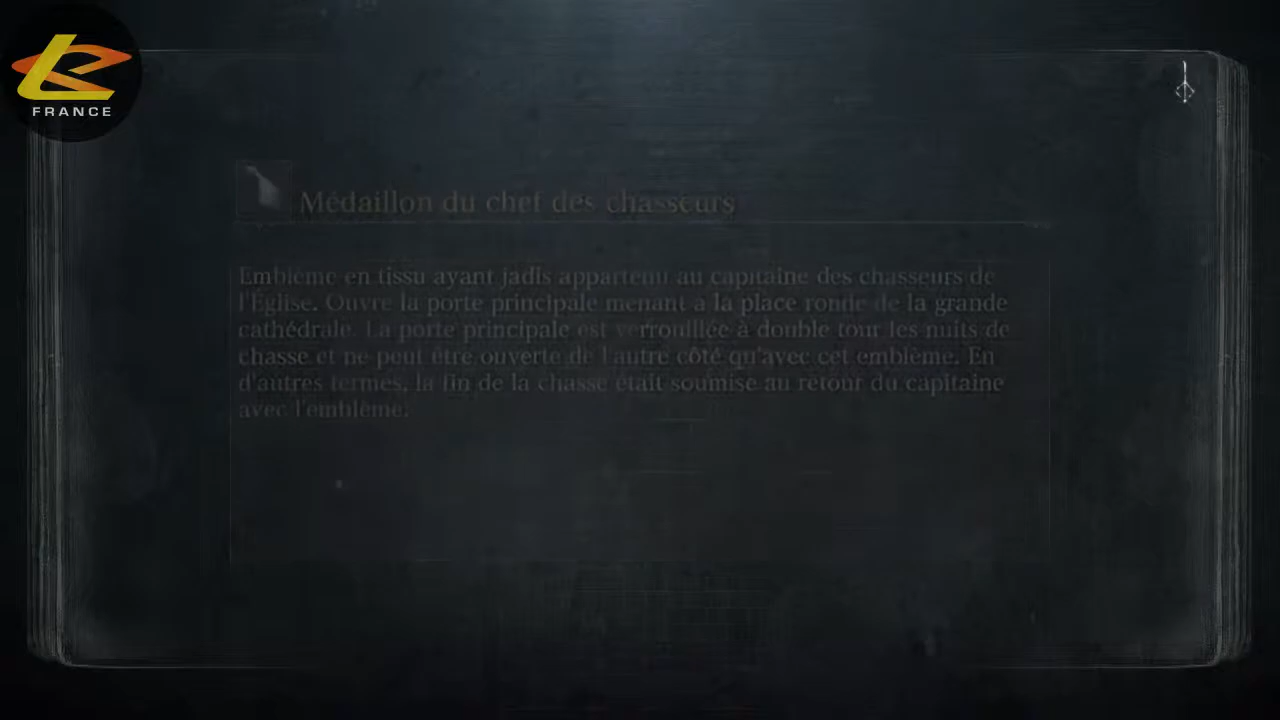 FRANCE
Médaillon du chef des chasseurs
Emblème en tissu ayant jadis appartenu au capitaine des chasseurs de
l'Église. Ouvre la porte principale menant à la place ronde de la grande
cathédrale. La porte principale est verrouillée à double tour les nuits de
chasse et ne peut être ouverte de l'autre côté qu'avec cet emblème. En
d'autres termes, la fin de la chasse était soumise au retour du capitaine
avec l'emblème.